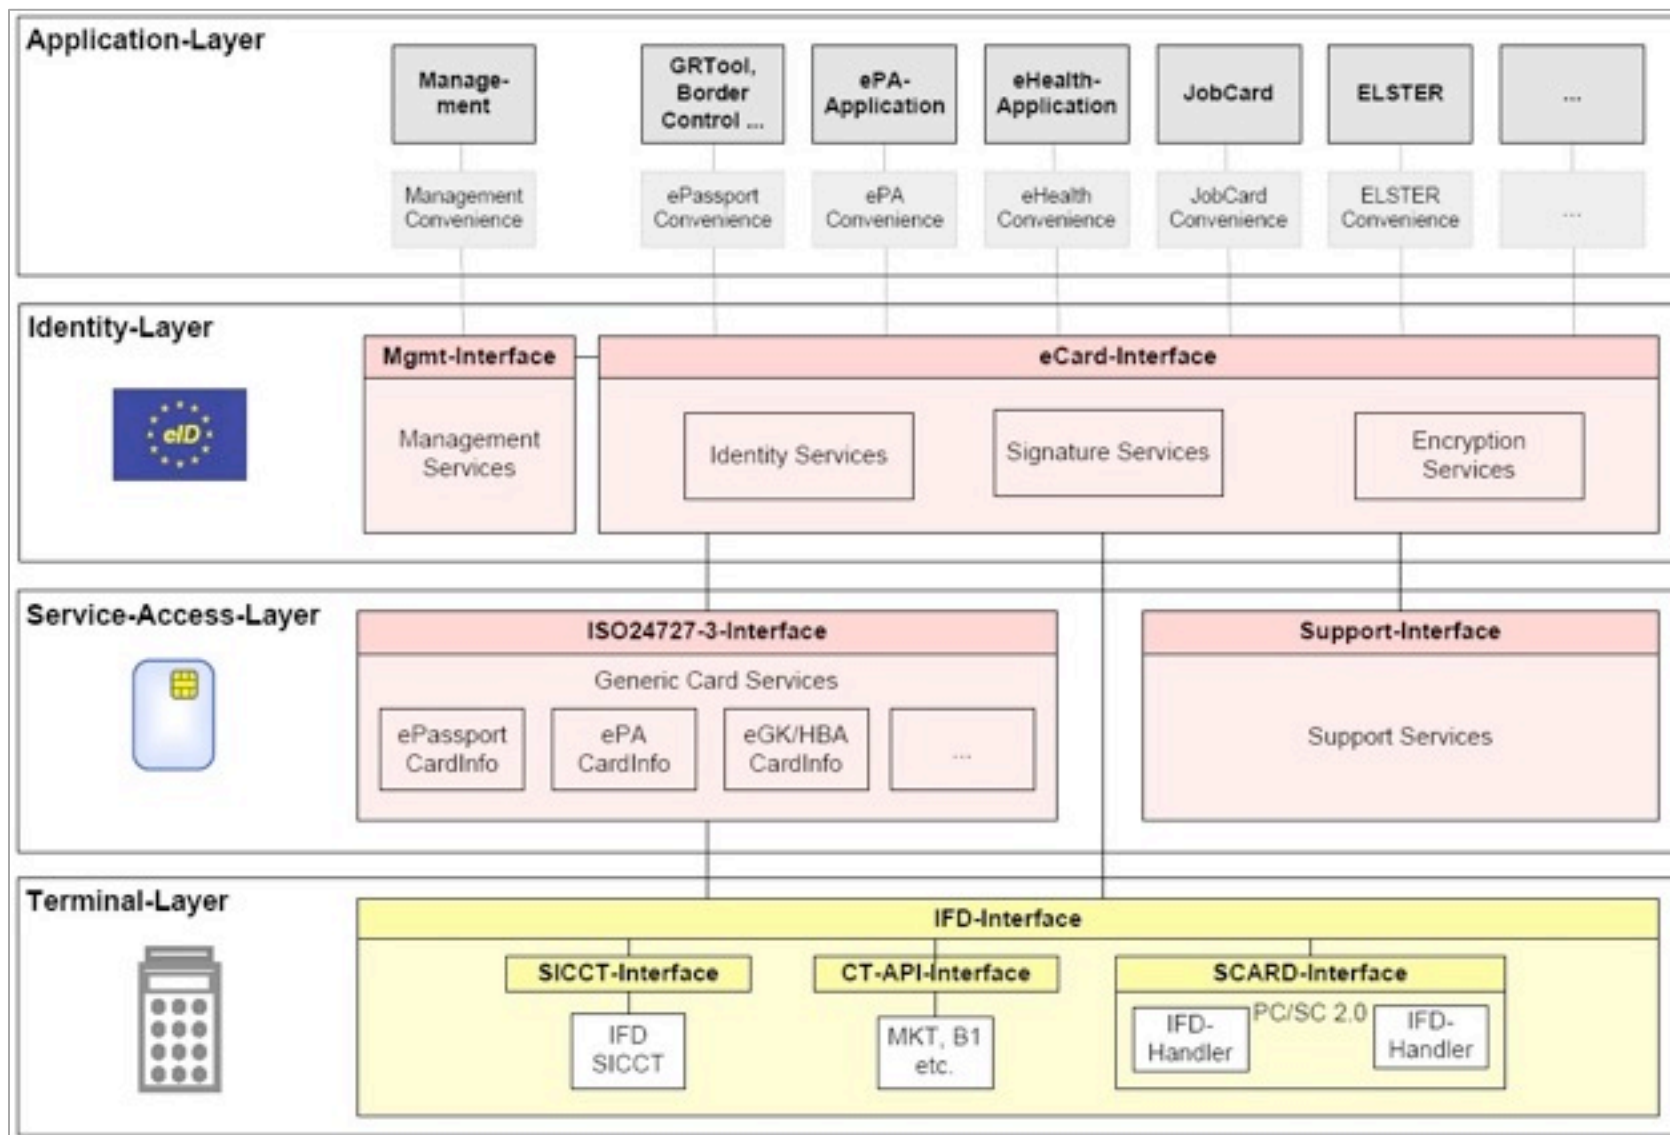 Application-Layer
Manage-
ment
GRTool,
Border
Control ...
ePA-
Application
eHealth-
Application
JobCard
ELSTER
...
Management
Convenience
ePassport
Convenience
ePA
Convenience
eHealth
Convenience
JobCard
Convenience
ELSTER
Convenience
...
Identity-Layer
eID
Mgmt-Interface
Management
Services
eCard-Interface
Identity Services
Signature Services
Encryption
Services
Service-Access-Layer
ISO24727-3-Interface
Generic Card Services
ePassport
CardInfo
ePA
CardInfo
eGK/HBA
CardInfo
...
Support-Interface
Support Services
Terminal-Layer
IFD-Interface
SICCT-Interface
IFD
SICCT
CT-API-Interface
MKT, B1
etc.
SCARD-Interface
PC/SC 2.0
IFD-
Handler
IFD-
Handler